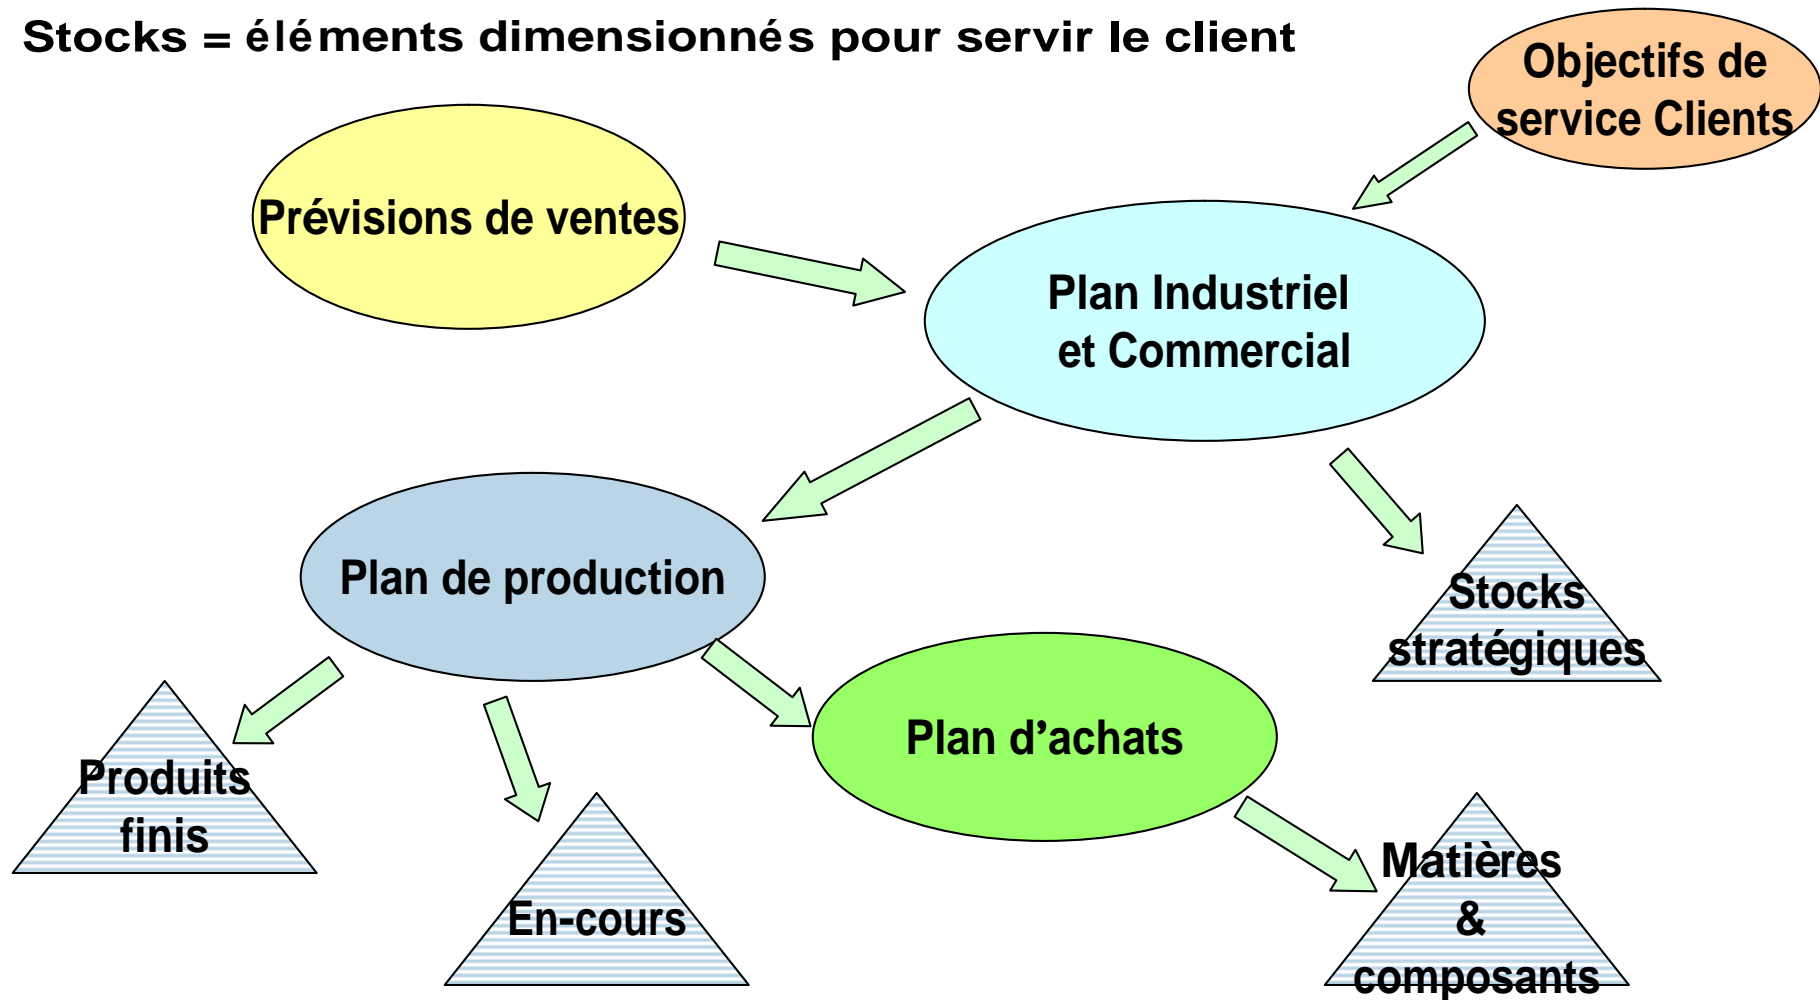 Stocks = éléments dimensionnés pour servir le client
Objectifs de
service Clients
Prévisions de ventes
Plan Industriel
et Commercial
Plan de production
Stocks
stratégiques
Plan d’achats
Produits
finis
En-cours
Matières
&
composants